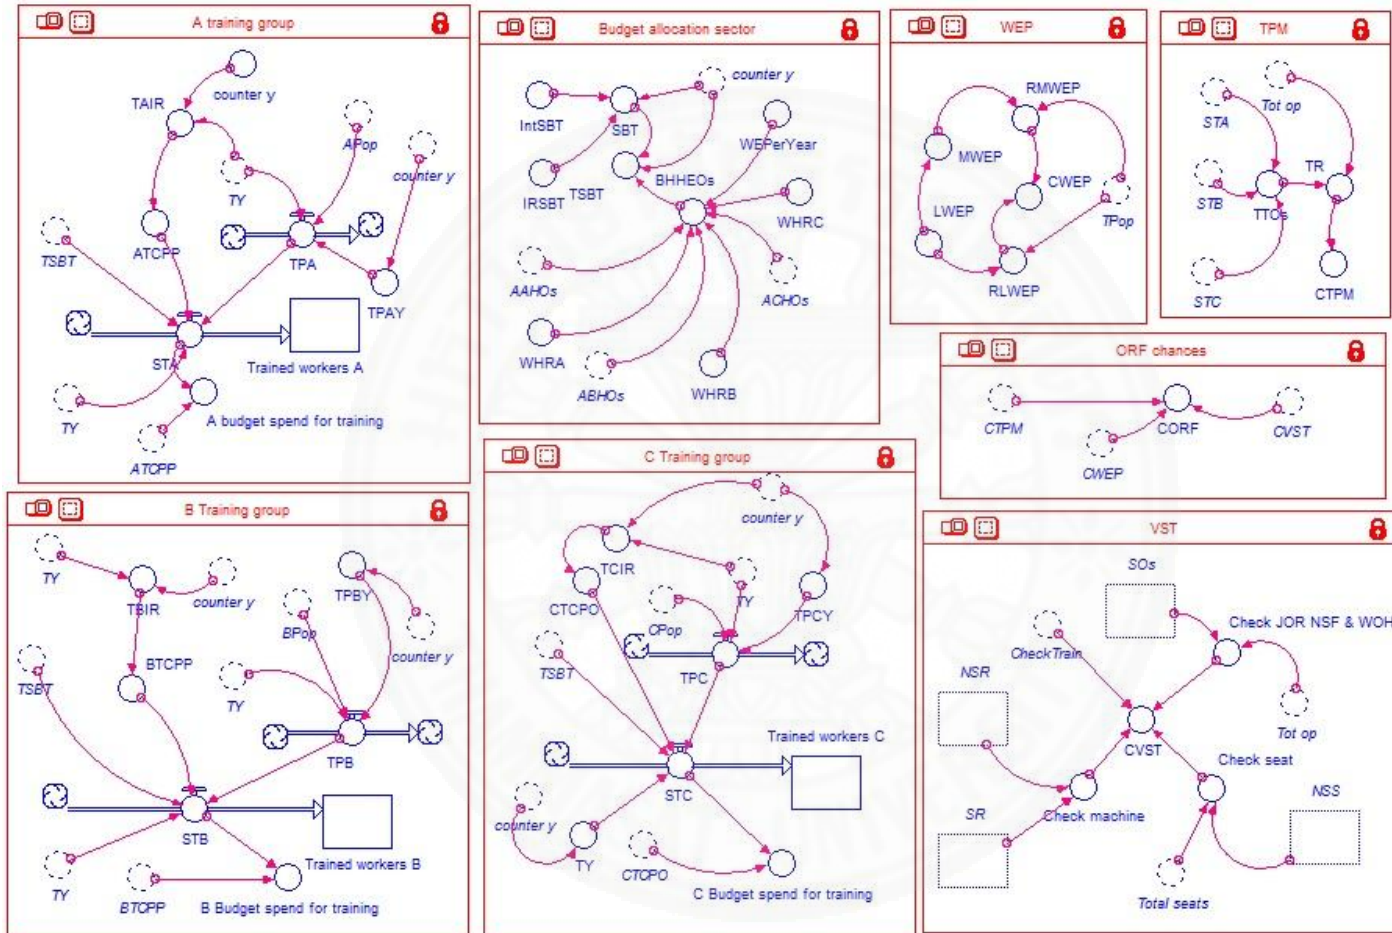 A training group
counter y
TAIR
APop
counter y
TY
TSBT
ATCPP
TPA
TPAY
STA
Trained workers A
TY
A budget spend for training
ATCPP
Budget allocation sector
counter y
IntSBT
SBT
WEPerYear
BHHEOs
IRSBT
TSBT
WHRC
AAHOs
ACHOs
WHRA
ABHOs
WHRB
WEP
RMWEP
MWEP
CWEP
LWEP
TPop
RLWEP
TPM
Tot op
STA
TR
STB
TTOs
STC
CTPM
ORF chances
CTPM
CORF
CVST
CWEP
B Training group
TY
TBIR
counter y
TPBY
BPop
counter y
BTCPP
TSBT
TY
TPB
STB
Trained workers B
TY
BTCPP
B Budget spend for training
C Training group
counter y
TCIR
CTCPO
TY
TPCY
CPop
TSBT
TPC
Trained workers C
STC
counter y
TY
CTCPO
C Budget spend for training
VST
SOs
Check JOR NSF & WOH
CheckTrain
NSR
Tot op
CVST
Check seat
NSS
SR
Check machine
Total seats